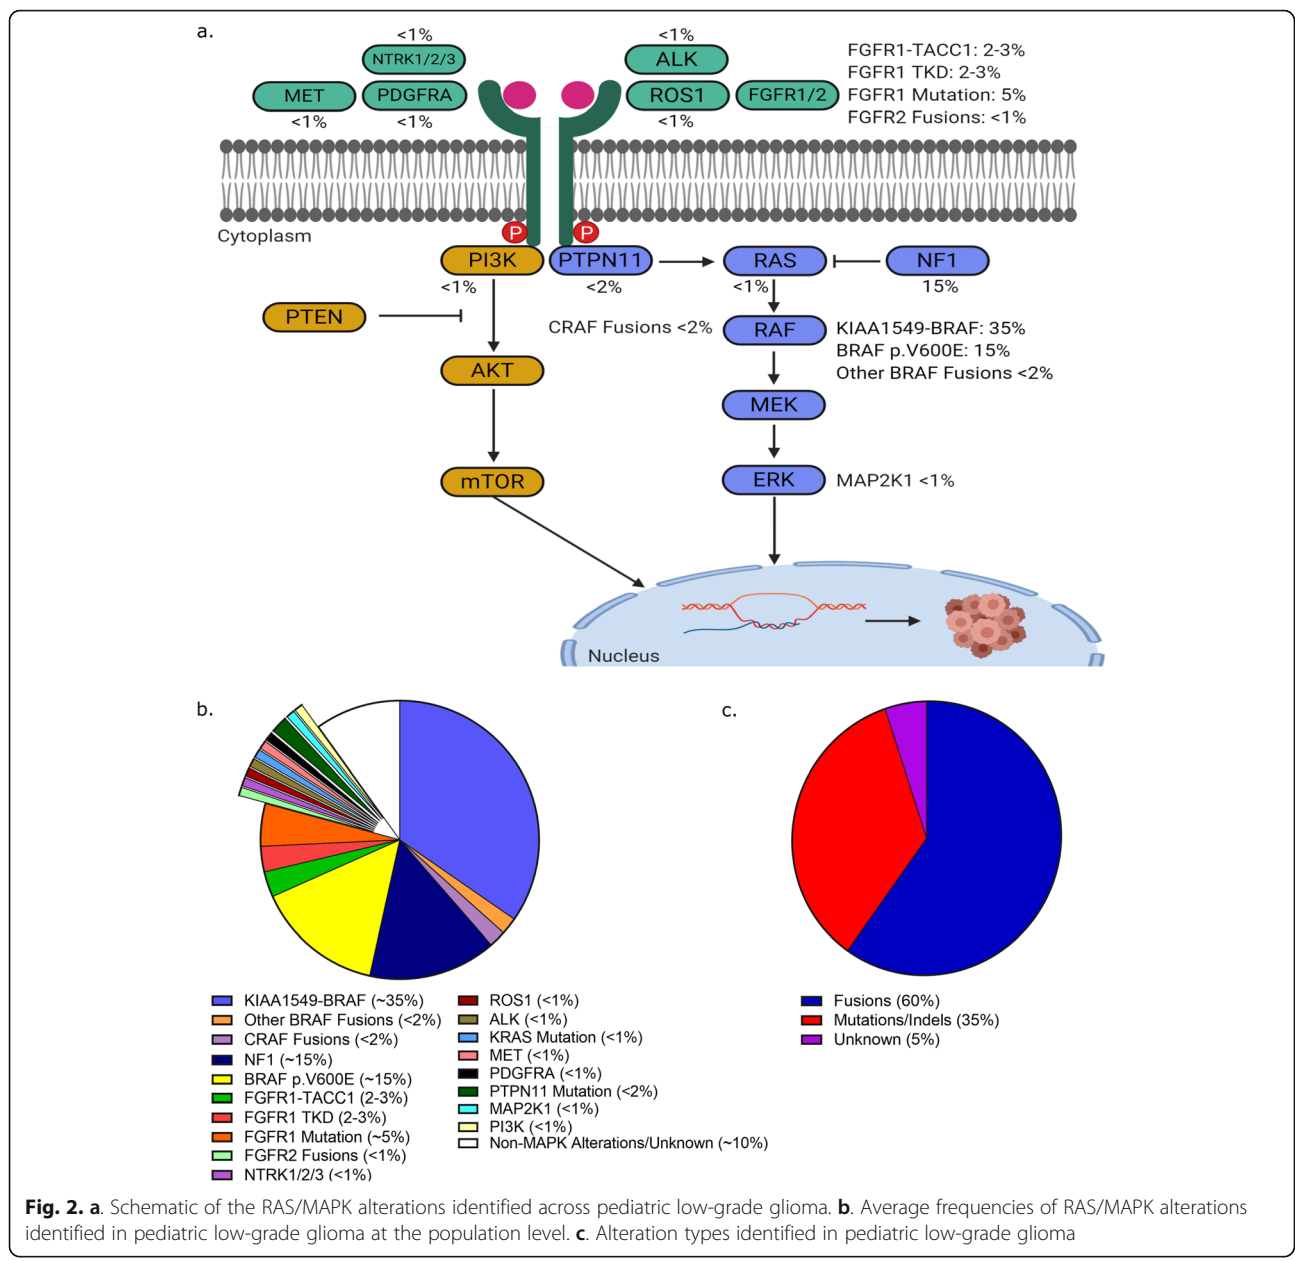 a.
<1%
NTRK1/2/3
MET
PDGFRA
<1%
<1%
<1%
ALK
ROS1
FGFR1/2
<1%
FGFR1-TACC1: 2-3%
FGFR1 TKD: 2-3%
FGFR1 Mutation: 5%
FGFR2 Fusions: <1%
Cytoplasm
P
P
PI3K
PTPN11
RAS
NF1
<1%
<2%
<1%
15%
PTEN
CRAF Fusions <2%
RAF
KIAA1549-BRAF: 35%
BRAF p.V600E: 15%
Other BRAF Fusions <2%
AKT
MEK
mTOR
ERK
MAP2K1 <1%
Nucleus
b.
KIAA1549-BRAF (~35%)
Other BRAF Fusions (<2%)
CRAF Fusions (<2%)
NF1 (~15%)
BRAF p.V600E (~15%)
FGFR1-TACC1 (2-3%)
FGFR1 TKD (2-3%)
FGFR1 Mutation (~5%)
FGFR2 Fusions (<1%)
NTRK1/2/3 (<1%)
ROS1 (<1%)
ALK (<1%)
KRAS Mutation (<1%)
MET (<1%)
PDGFRA (<1%)
PTPN11 Mutation (<2%)
MAP2K1 (<1%)
PI3K (<1%)
Non-MAPK Alterations/Unknown (~10%)
c.
Fusions (60%)
Mutations/Indels (35%)
Unknown (5%)
Fig. 2. a. Schematic of the RAS/MAPK alterations identified across pediatric low-grade glioma. b. Average frequencies of RAS/MAPK alterations
identified in pediatric low-grade glioma at the population level. c. Alteration types identified in pediatric low-grade glioma